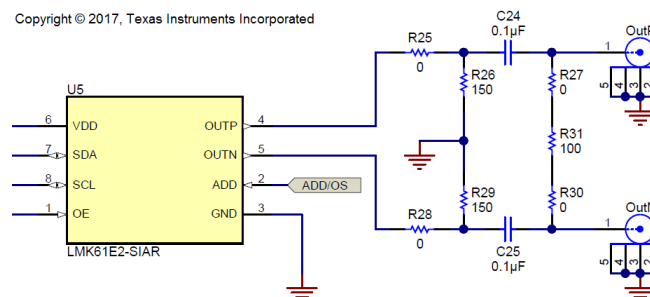 Copyright © 2017, Texas Instruments Incorporated
C24
0.1µF
R25
0
1
OutP
5 4 3 2
R26
150
R27
0
R31
100
U5
6 VDD OUTP 4
7 SDA OUTN 5
8 SCL ADD 2 ADD/OS
1 OE GND 3
LMK61E2-SIAR
R29
150
R30
0
R28
0
C25
0.1µF
1
5 4 3 2